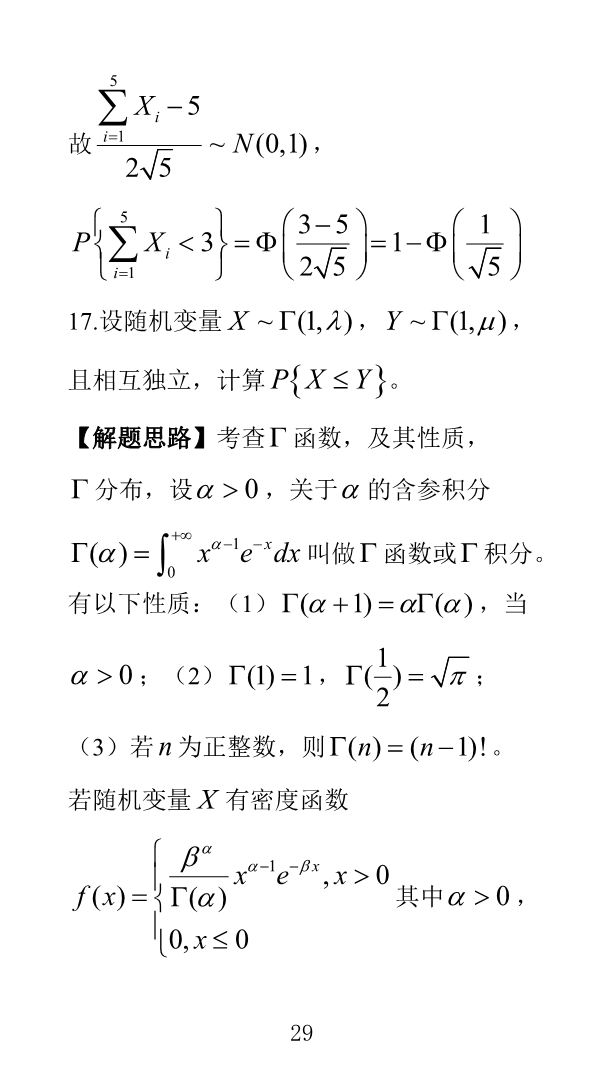 故 $\frac{\sum_{i=1}^{5} X_i - 5}{2\sqrt{5}} \sim N(0,1)$，
$P\left\{\sum_{i=1}^{5} X_i < 3\right\} = \Phi\left(\frac{3-5}{2\sqrt{5}}\right) = 1 - \Phi\left(\frac{1}{\sqrt{5}}\right)$
17.设随机变量 $X \sim \Gamma(1,\lambda)$，$Y \sim \Gamma(1,\mu)$，
且相互独立，计算 $P\{X \leq Y\}$。
【解题思路】考查 $\Gamma$ 函数，及其性质，
$\Gamma$ 分布，设 $\alpha > 0$，关于 $\alpha$ 的含参积分
$\Gamma(\alpha) = \int_0^{+\infty} x^{\alpha-1} e^{-x} dx$ 叫做 $\Gamma$ 函数或 $\Gamma$ 积分。
有以下性质：（1）$\Gamma(\alpha+1) = \alpha\Gamma(\alpha)$，当
$\alpha > 0$；（2）$\Gamma(1) = 1$，$\Gamma(\frac{1}{2}) = \sqrt{\pi}$；
（3）若 $n$ 为正整数，则 $\Gamma(n) = (n-1)!$。
若随机变量 $X$ 有密度函数
$f(x) = \begin{cases} \frac{\beta^\alpha}{\Gamma(\alpha)} x^{\alpha-1} e^{-\beta x}, x > 0 \\ 0, x \leq 0 \end{cases}$ 其中 $\alpha > 0$，
29